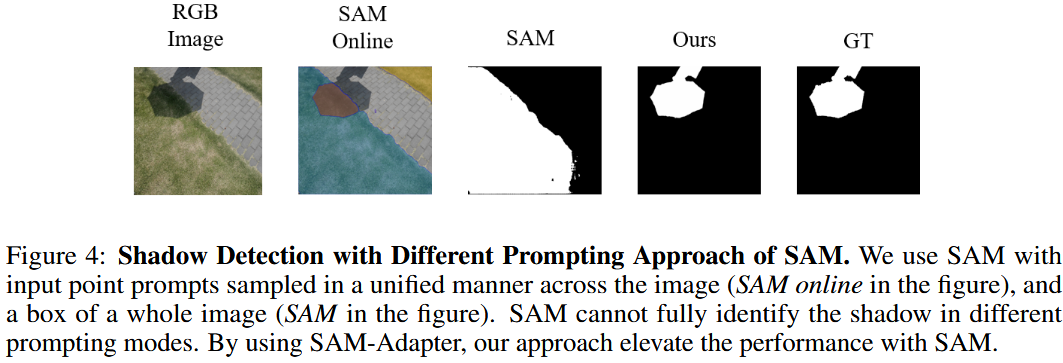 RGB
Image
SAM
Online
SAM
Ours
GT
Figure 4: Shadow Detection with Different Prompting Approach of SAM. We use SAM with
input point prompts sampled in a unified manner across the image (SAM online in the figure), and
a box of a whole image (SAM in the figure). SAM cannot fully identify the shadow in different
prompting modes. By using SAM-Adapter, our approach elevate the performance with SAM.